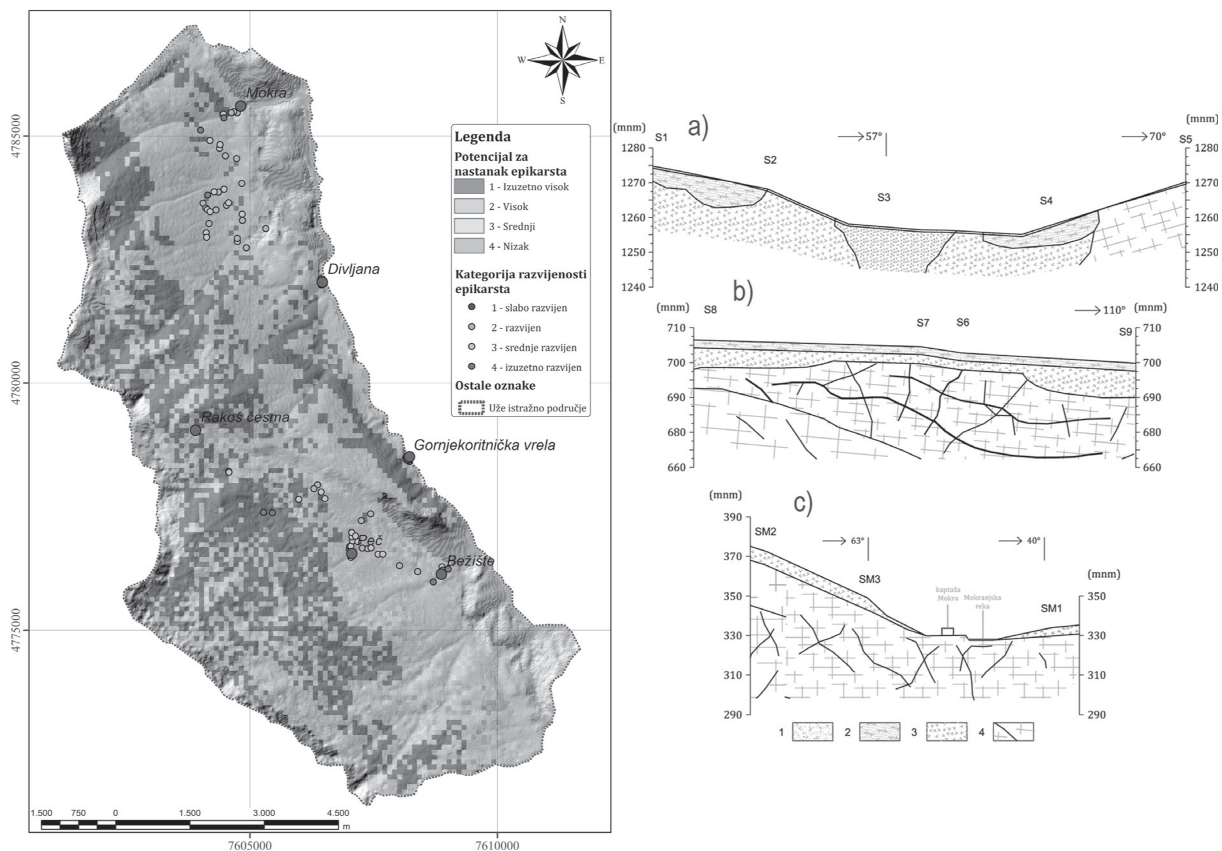 N
W
E
S
Mokra
Divljana
Rakoš česma
Gornjekoritnička vrela
Peč
Bežište
4785000
4780000
4775000
7605000
7610000
1.500 750 0 1.500 3.000 4.500
m
Legenda
Potencijal za
nastanak epikarsta
1 - Izuzetno visok
2 - Visok
3 - Srednji
4 - Nizak
Kategorija razvijenosti
epikarsta
1 - slabo razvijen
2 - razvijen
3 - srednje razvijen
4 - izuzetno razvijen
Ostale oznake
Uže istražno područje
a)
(mnm)
S1
S2
57°
S3
S4
70°
S5
(mnm)
1280
1270
1260
1250
1240
1280
1270
1260
1250
1240
b)
(mnm)
S8
S7
S6
110°
(mnm)
S9
710
700
690
680
660
710
700
690
680
660
c)
(mnm)
SM2
63°
SM3
40°
kaptaža
Mokra
Mokranjska
reka
SM1
(mnm)
390
370
350
330
310
290
350
330
310
290
1
2
3
4